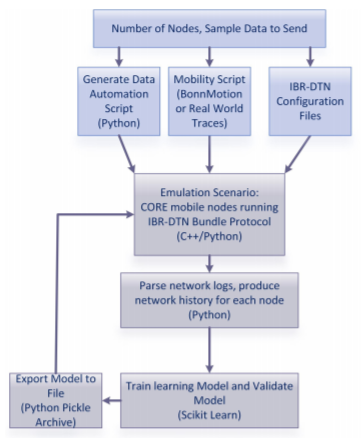 Number of Nodes, Sample Data to Send
Generate Data
Automation
Script
(Python)
Mobility Script
(BonnMotion
or Real World
Traces)
IBR-DTN
Configuration
Files
Emulation Scenario:
CORE mobile nodes running
IBR-DTN Bundle Protocol
(C++/Python)
Parse network logs, produce
network history for each node
(Python)
Export Model to
File
(Python Pickle
Archive)
Train learning Model and Validate
Model
(Scikit Learn)